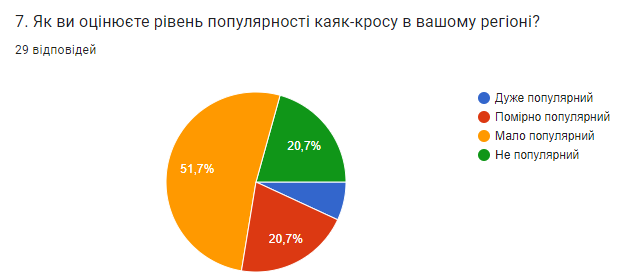 7. Як ви оцінюєте рівень популярності каяк-кросу в вашому регіоні?
29 відповідей
Дуже популярний
Помірно популярний
Мало популярний
Не популярний
20,7%
51,7%
20,7%